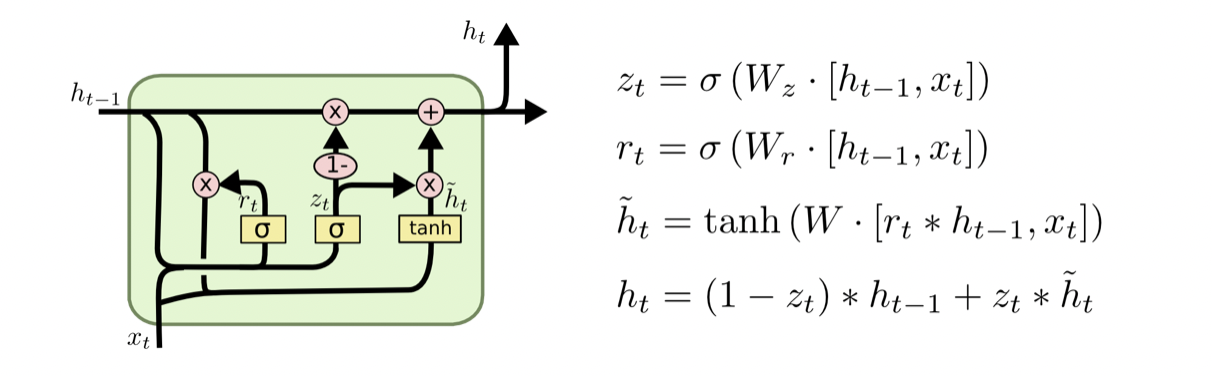 h_t
h_{t-1}
x
+
1-
x
x
r_t
z_t
h̃_t
σ
σ
tanh
x_t
z_t = σ (W_z · [h_{t-1}, x_t])
r_t = σ (W_r · [h_{t-1}, x_t])
h̃_t = tanh (W · [r_t * h_{t-1}, x_t])
h_t = (1 − z_t) * h_{t-1} + z_t * h̃_t